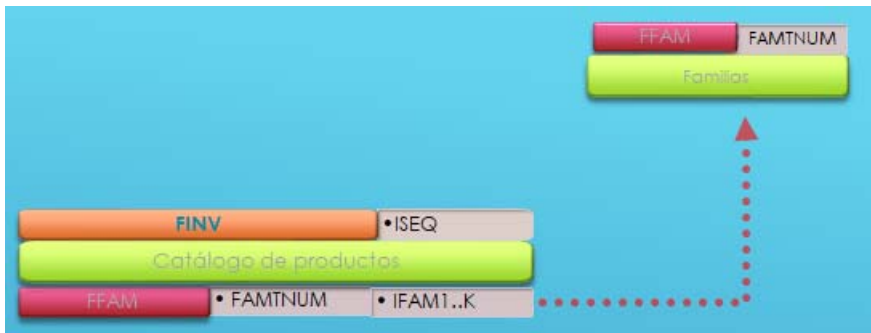 FFAM FAMTNUM
Familias
FINV •ISEQ
Catálogo de productos
FFAM • FAMTNUM • IFAM1..K